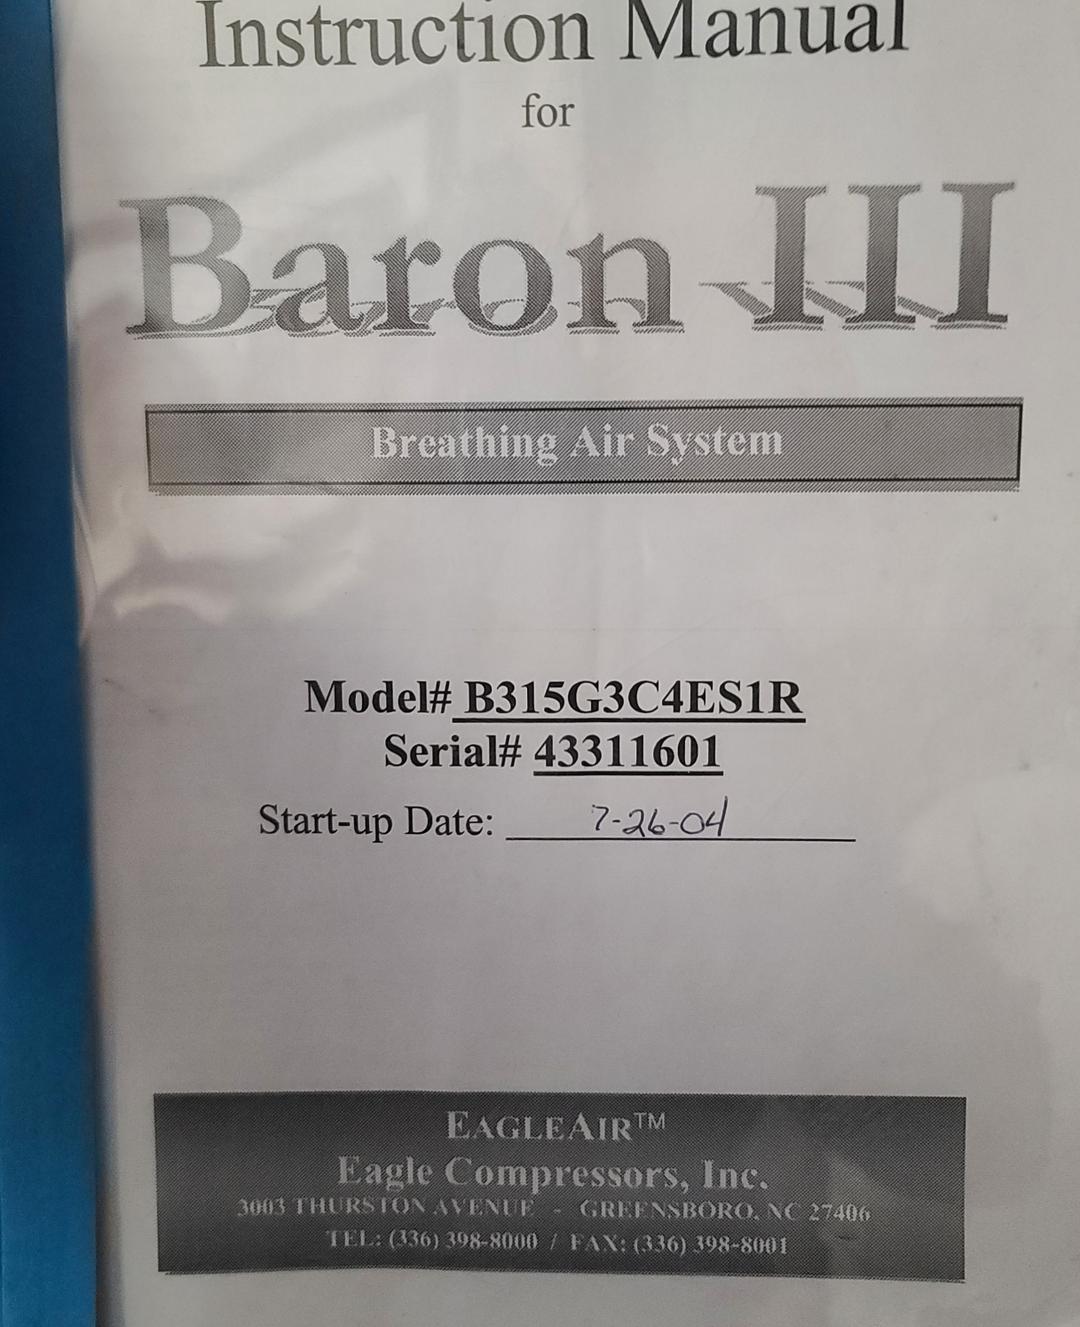 Instruction Manual
for
Baron III
Breathing Air System
Model# B315G3C4ES1R
Serial# 43311601
Start-up Date: 7-26-04
EAGLEAIR™
Eagle Compressors, Inc.
3003 THURSTON AVENUE - GREENSBORO, NC 27406
TEL: (336) 398-8000 / FAX: (336) 398-8001